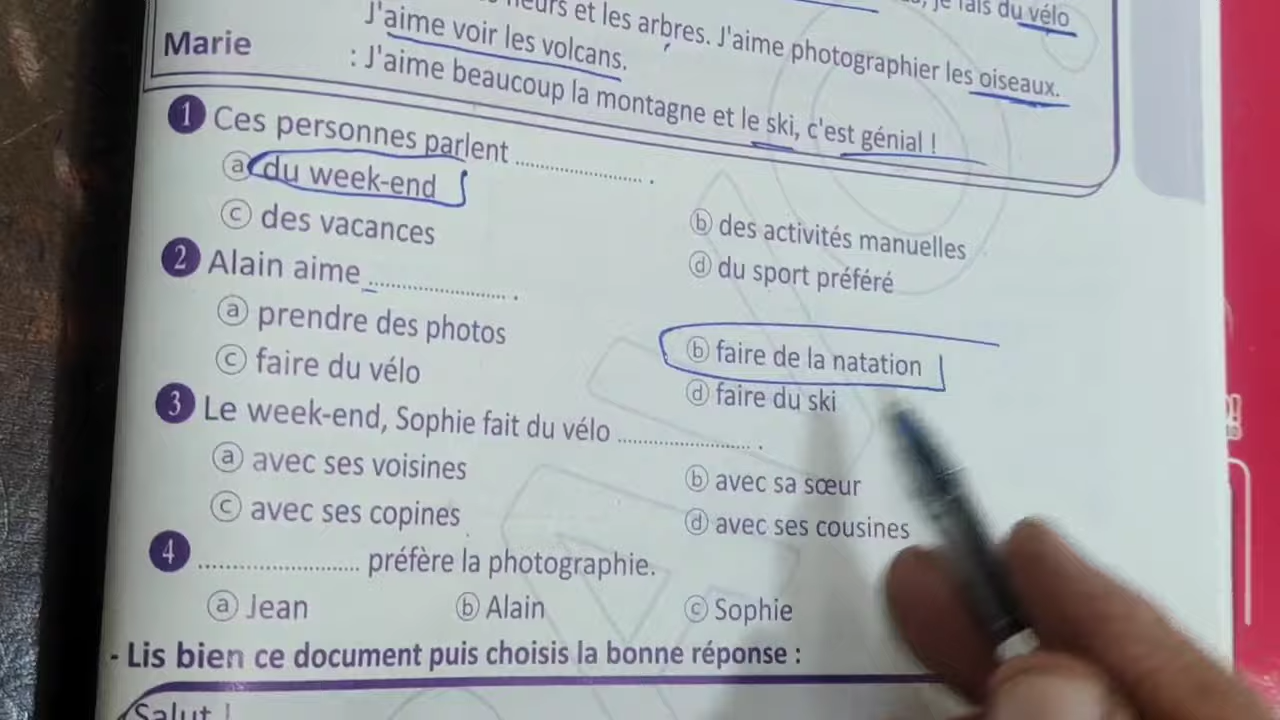 je fais du vélo
et les arbres. J'aime photographier les oiseaux.
J'aime voir les volcans.
Marie : J'aime beaucoup la montagne et le ski, c'est génial !
1 Ces personnes parlent .......................... .
a du week-end
b des activités manuelles
c des vacances
d du sport préféré
2 Alain aime .......................... .
a prendre des photos
b faire de la natation
c faire du vélo
d faire du ski
3 Le week-end, Sophie fait du vélo .......................... .
a avec ses voisines
b avec sa sœur
c avec ses copines
d avec ses cousines
4 .......................... préfère la photographie.
a Jean b Alain c Sophie
- Lis bien ce document puis choisis la bonne réponse :
Salut !